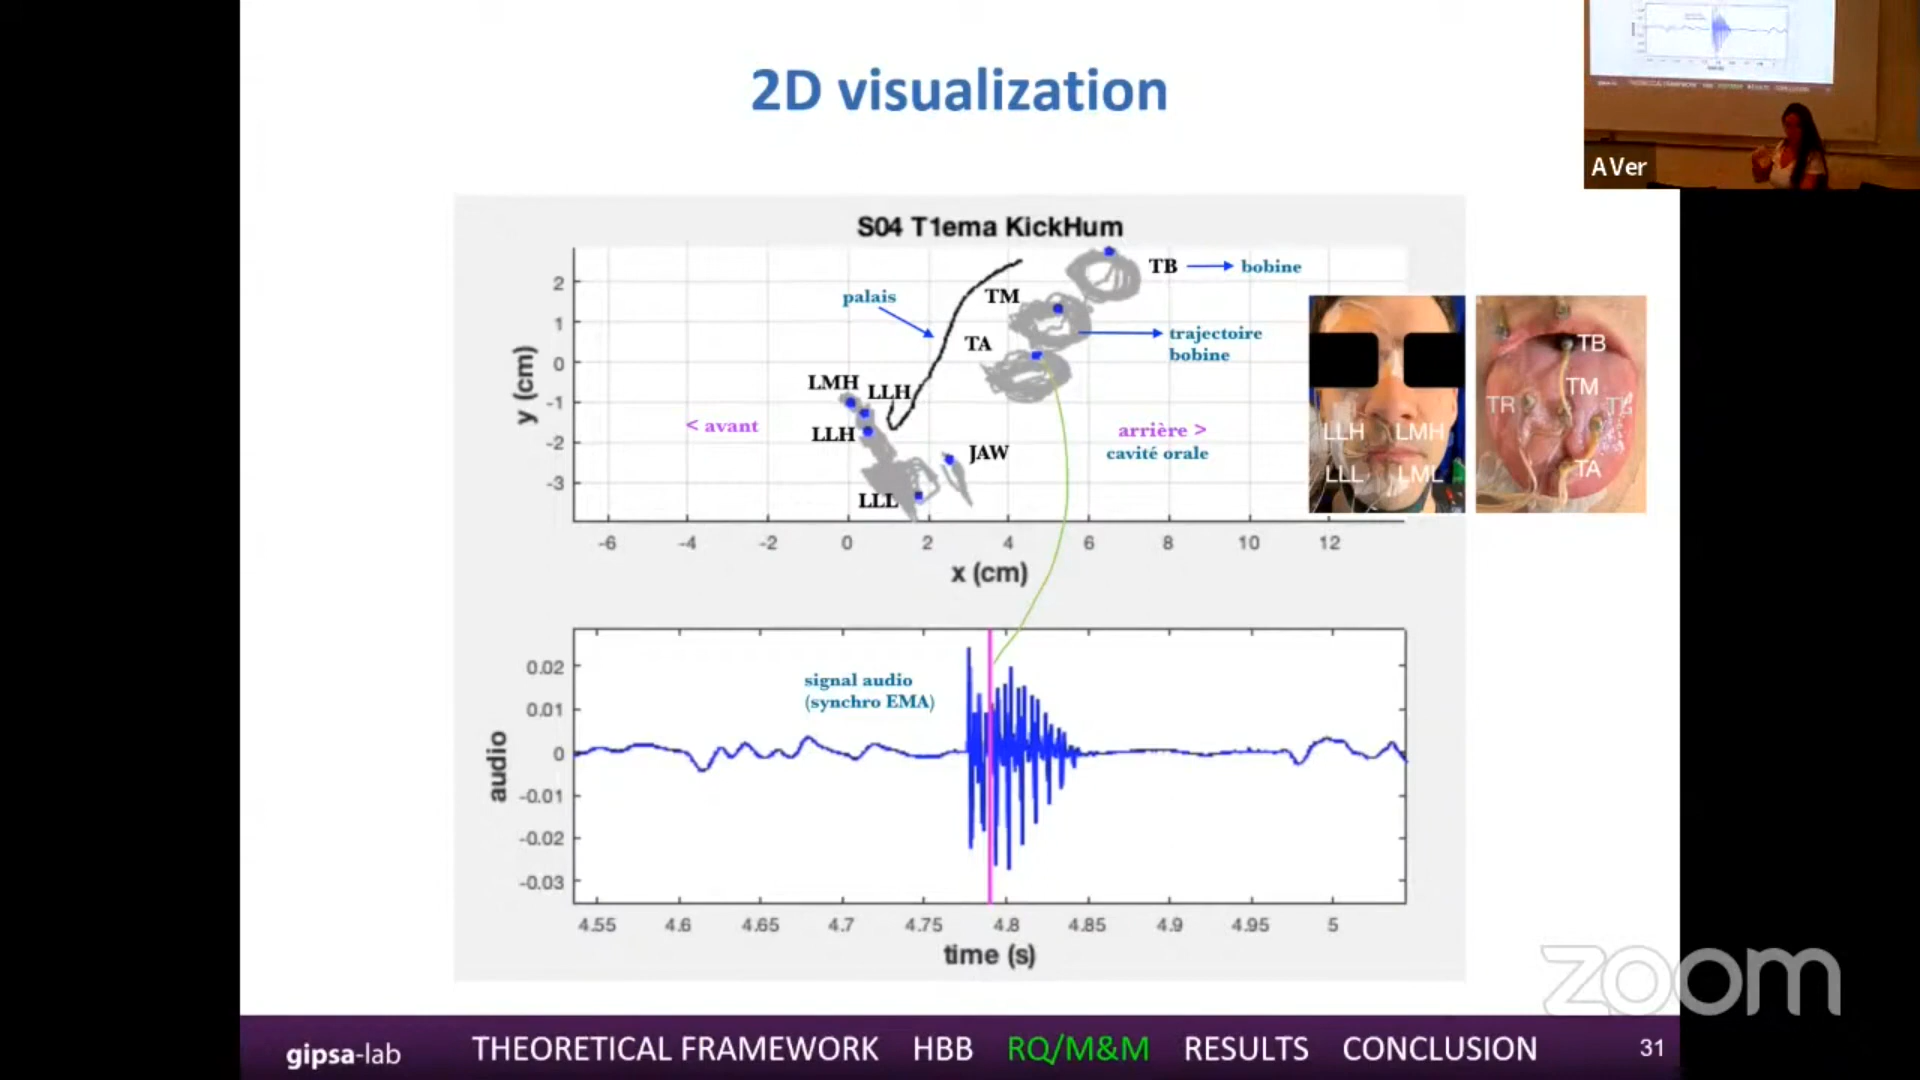 2D visualization
A Ver
S04 T1ema KickHum
TB
bobine
palais
TM
TA
trajectoire
bobine
LMH
LLH
LLH
< avant
arrière >
cavité orale
JAW
LLL
y (cm)
2
1
0
-1
-2
-3
-6
-4
-2
0
2
4
6
8
10
12
x (cm)
LLH
LMH
LLL
LML
TB
TM
TR
TA
signal audio
(synchro EMA)
audio
0.02
0.01
0
-0.01
-0.02
-0.03
4.55
4.6
4.65
4.7
4.75
4.8
4.85
4.9
4.95
5
time (s)
zoom
gipsa-lab
THEORETICAL FRAMEWORK HBB RQ/M&M RESULTS CONCLUSION
31